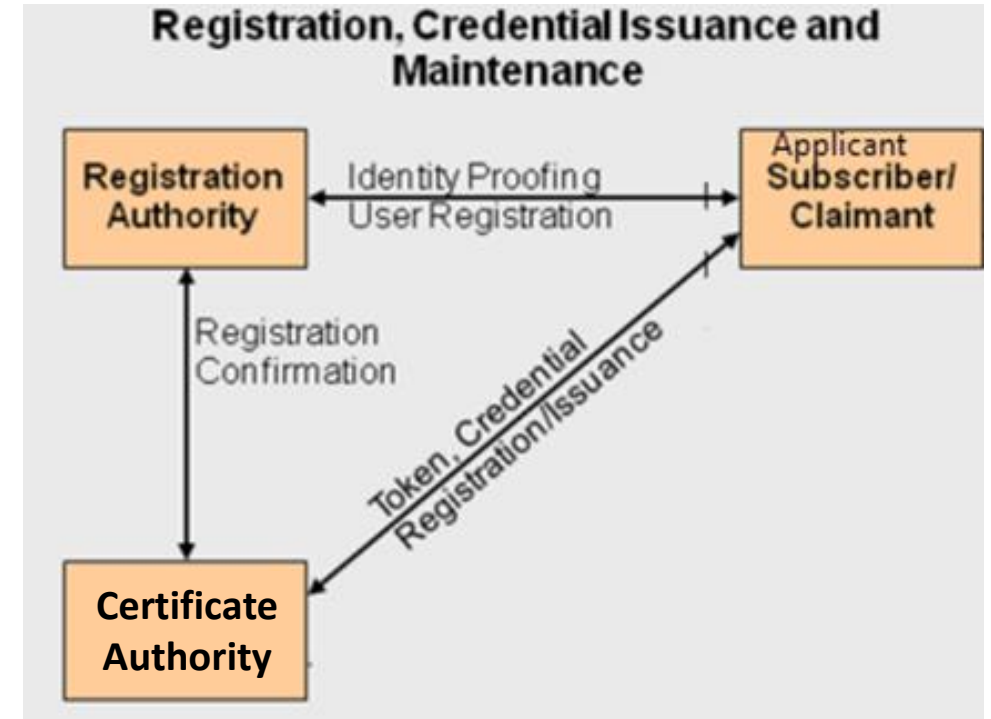 Registration, Credential Issuance and
Maintenance
Registration
Authority
Identity Proofing
User Registration
Applicant
Subscriber/
Claimant
Registration
Confirmation
Token, Credential
Registration/Issuance
Certificate
Authority